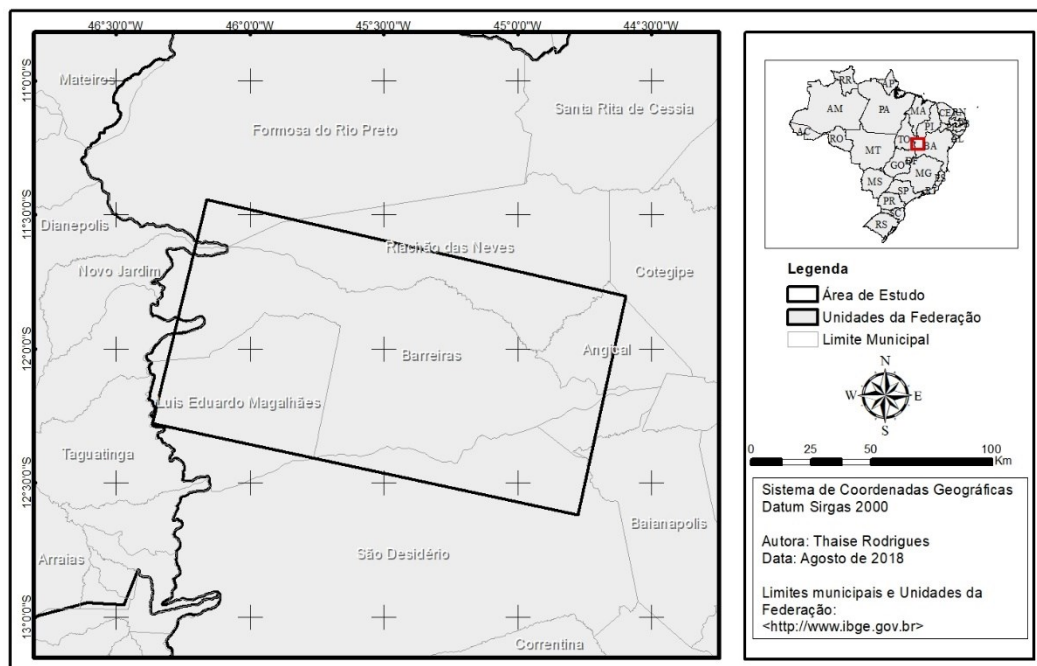 46°30'0"W 46°0'0"W 45°30'0"W 45°0'0"W 44°30'0"W
11°0'0"S
11°30'0"S
12°0'0"S
12°30'0"S
13°0'0"S
Mateiros
Santa Rita de Cessia
Formosa do Rio Preto
Dianepolis
Riachão das Neves
Novo Jardim
Cotegipe
Barreiras
Angical
Luis Eduardo Magalhães
Taguatinga
Baianapolis
São Desidério
Arraias
Correntina
RR
AP
AM
PA
MA
CE
RN
PI
AC
TO
AL
RO
BA
MT
DF
GO
MG
MS
ES
SP
PR
SC
RS
Legenda
Área de Estudo
Unidades da Federação
Limite Municipal
N
W E
S
0 25 50 100
Km
Sistema de Coordenadas Geográficas
Datum Sirgas 2000
Autora: Thaise Rodrigues
Data: Agosto de 2018
Limites municipais e Unidades da
Federação:
<http://www.ibge.gov.br>